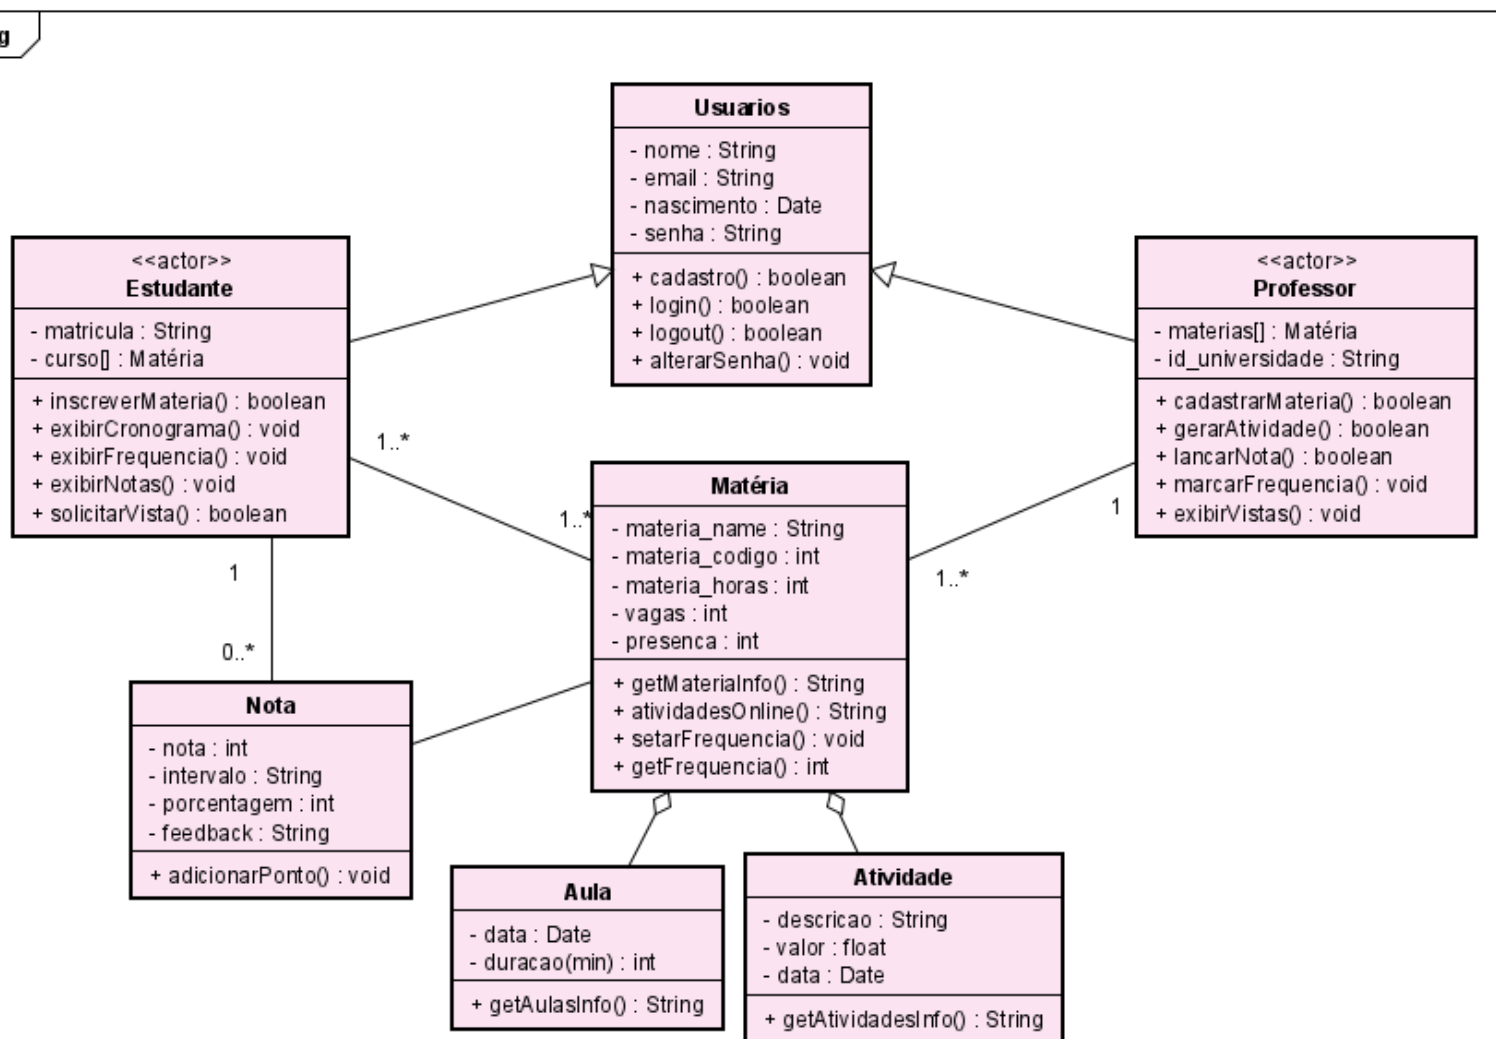 g
Usuarios
- nome : String
- email : String
- nascimento : Date
- senha : String
+ cadastro() : boolean
+ login() : boolean
+ logout() : boolean
+ alterarSenha() : void
<<actor>>
Estudante
- matricula : String
- curso[] : Matéria
+ inscreverMateria() : boolean
+ exibirCronograma() : void
+ exibirFrequencia() : void
+ exibirNotas() : void
+ solicitarVista() : boolean
<<actor>>
Professor
- materias[] : Matéria
- id_universidade : String
+ cadastrarMateria() : boolean
+ gerarAtividade() : boolean
+ lancarNota() : boolean
+ marcarFrequencia() : void
+ exibirVistas() : void
1..*
1..*
1
1..*
Matéria
- materia_name : String
- materia_codigo : int
- materia_horas : int
- vagas : int
- presenca : int
+ getMateriaInfo() : String
+ atividadesOnline() : String
+ setarFrequencia() : void
+ getFrequencia() : int
1
0..*
Nota
- nota : int
- intervalo : String
- porcentagem : int
- feedback : String
+ adicionarPonto() : void
Aula
- data : Date
- duracao(min) : int
+ getAulasInfo() : String
Atividade
- descricao : String
- valor : float
- data : Date
+ getAtividadesInfo() : String